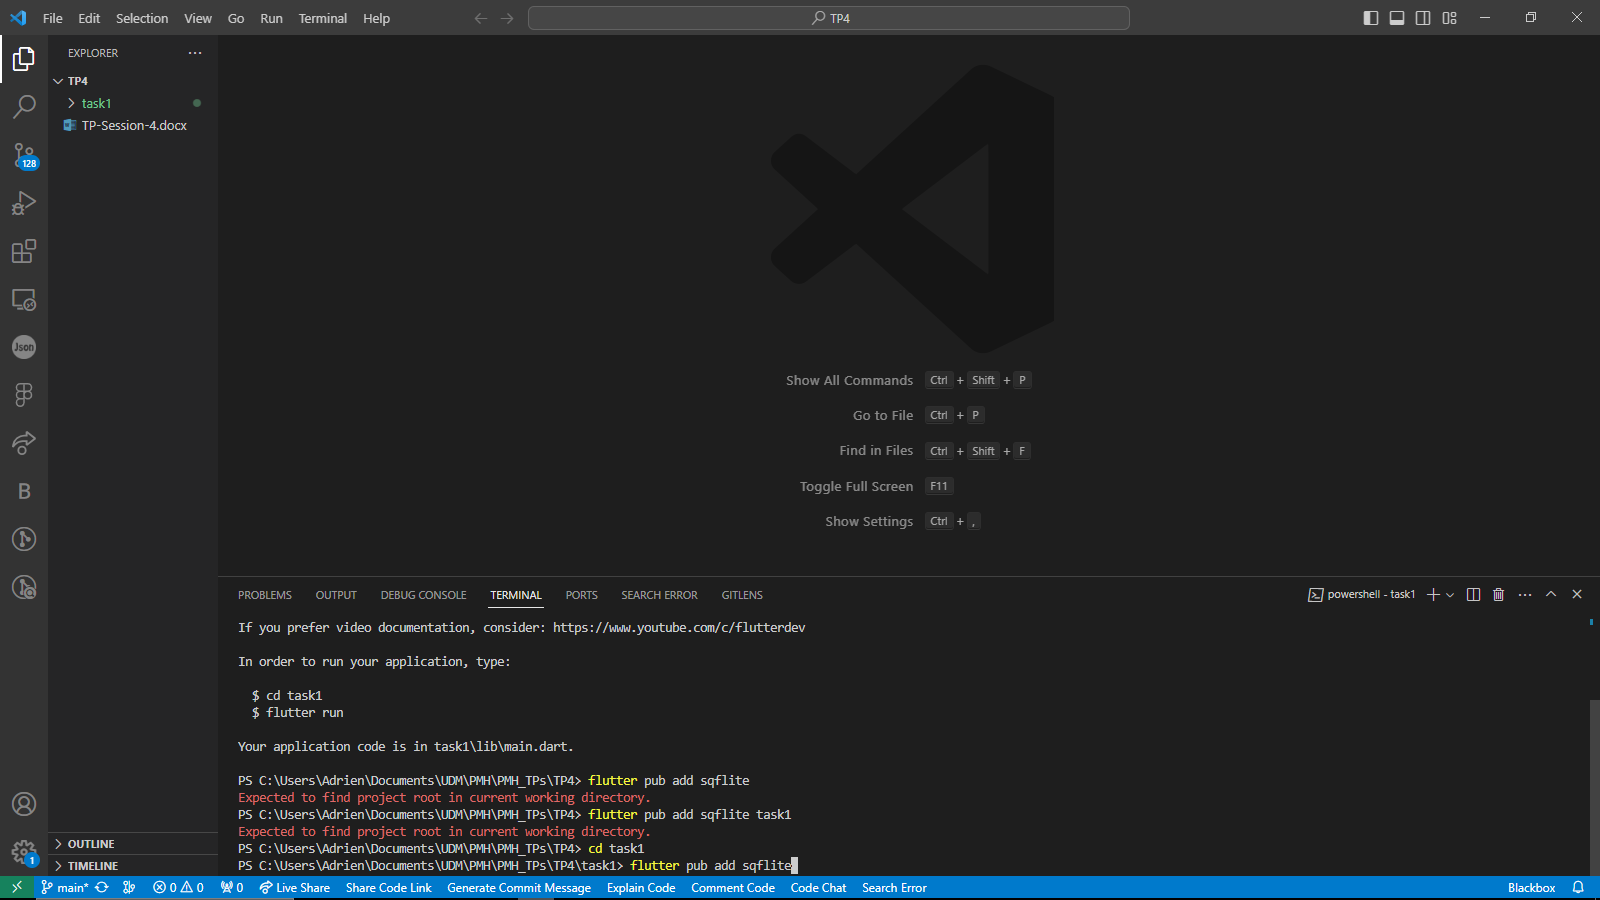 File Edit Selection View Go Run Terminal Help
TP4
EXPLORER
TP4
task1
TP-Session-4.docx
128
Json
B
1
OUTLINE
TIMELINE
Show All Commands Ctrl + Shift + P
Go to File Ctrl + P
Find in Files Ctrl + Shift + F
Toggle Full Screen F11
Show Settings Ctrl + ,
PROBLEMS OUTPUT DEBUG CONSOLE TERMINAL PORTS SEARCH ERROR GITLENS
powershell - task1
If you prefer video documentation, consider: https://www.youtube.com/c/flutterdev
In order to run your application, type:
$ cd task1
$ flutter run
Your application code is in task1\lib\main.dart.
PS C:\Users\Adrien\Documents\UDM\PMH\PMH_TPs\TP4> flutter pub add sqflite
Expected to find project root in current working directory.
PS C:\Users\Adrien\Documents\UDM\PMH\PMH_TPs\TP4> flutter pub add sqflite task1
Expected to find project root in current working directory.
PS C:\Users\Adrien\Documents\UDM\PMH\PMH_TPs\TP4> cd task1
PS C:\Users\Adrien\Documents\UDM\PMH\PMH_TPs\TP4\task1> flutter pub add sqflite
main* 0 0 0 Live Share Share Code Link Generate Commit Message Explain Code Comment Code Code Chat Search Error Blackbox